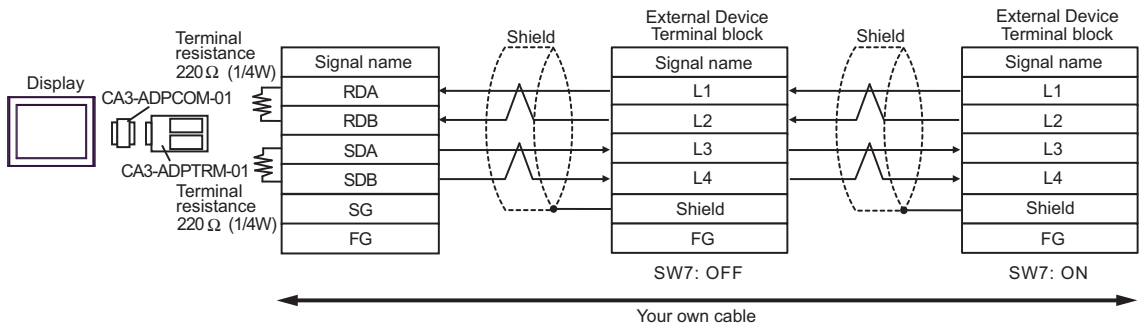 Display
CA3-ADPCOM-01
CA3-ADPTRM-01
Terminal
resistance
220Ω (1/4W)
Terminal
resistance
220Ω (1/4W)
Signal name
RDA
RDB
SDA
SDB
SG
FG
Shield
External Device
Terminal block
Signal name
L1
L2
L3
L4
Shield
FG
SW7: OFF
Shield
External Device
Terminal block
Signal name
L1
L2
L3
L4
Shield
FG
SW7: ON
Your own cable